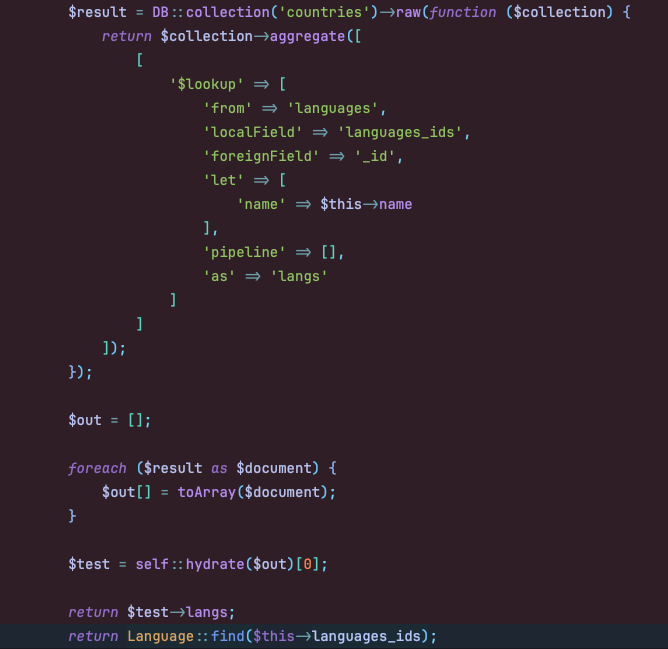 $result = DB::collection('countries')->raw(function ($collection) {
return $collection->aggregate([
[
'$lookup' => [
'from' => 'languages',
'localField' => 'languages_ids',
'foreignField' => '_id',
'let' => [
'name' => $this->name
],
'pipeline' => [],
'as' => 'langs'
]
]
]);
});
$out = [];
foreach ($result as $document) {
$out[] = toArray($document);
}
$test = self::hydrate($out)[0];
return $test->langs;
return Language::find($this->languages_ids);